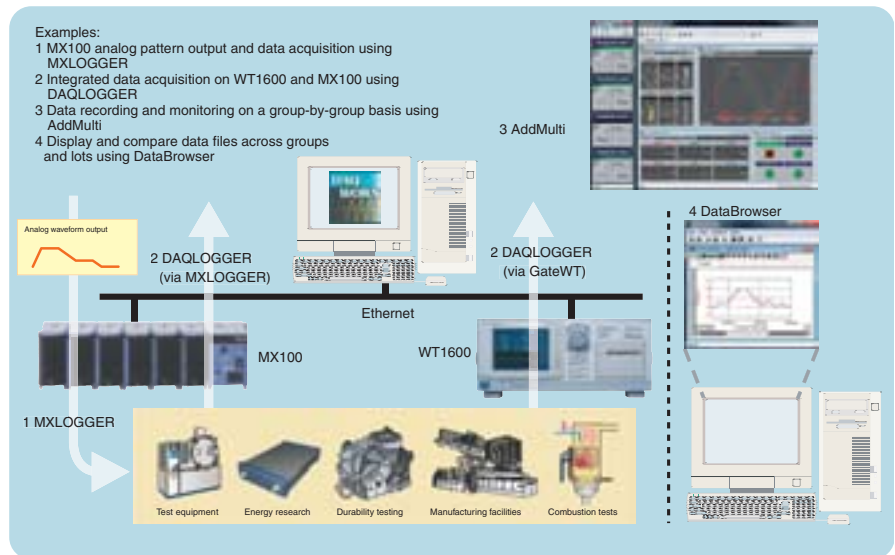 Examples:
1 MX100 analog pattern output and data acquisition using
MXLOGGER
2 Integrated data acquisition on WT1600 and MX100 using
DAQLOGGER
3 Data recording and monitoring on a group-by-group basis using
AddMulti
4 Display and compare data files across groups
and lots using DataBrowser
3 AddMulti
4 DataBrowser
Analog waveform output
2 DAQLOGGER
(via MXLOGGER)
2 DAQLOGGER
(via GateWT)
Ethernet
MX100
WT1600
1 MXLOGGER
Test equipment
Energy research
Durability testing
Manufacturing facilities
Combustion tests